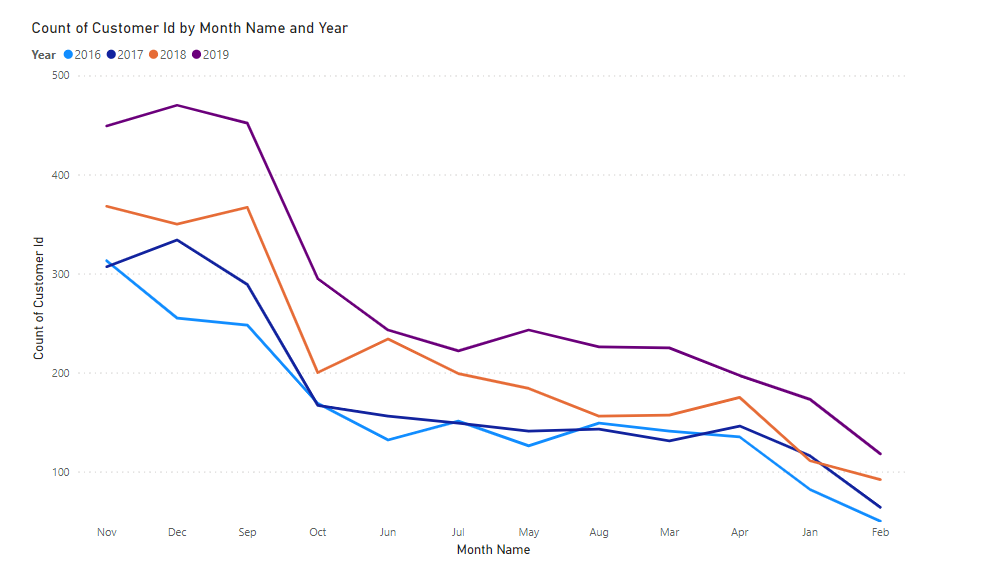 Count of Customer Id by Month Name and Year
Year 2016 2017 2018 2019
500
400
300
200
100
Count of Customer Id
Nov Dec Sep Oct Jun Jul May Aug Mar Apr Jan Feb
Month Name